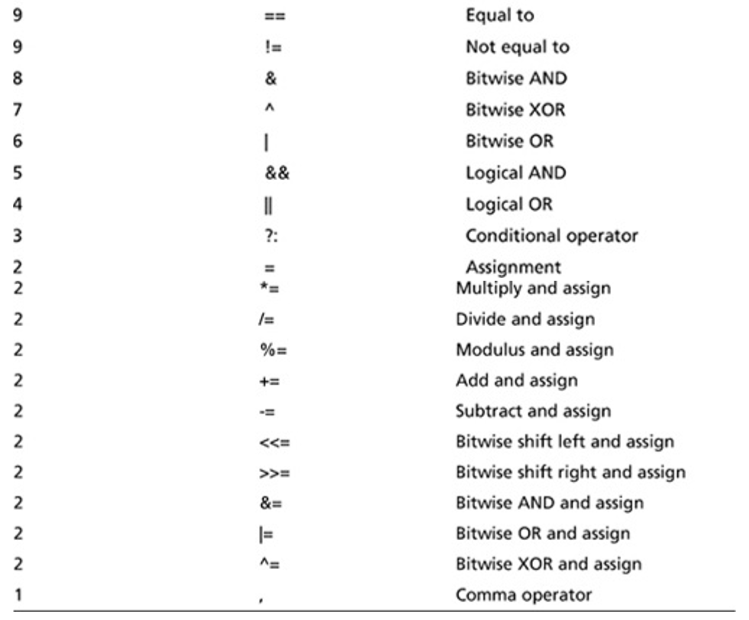 9 == Equal to
9 != Not equal to
8 & Bitwise AND
7 ^ Bitwise XOR
6 | Bitwise OR
5 && Logical AND
4 || Logical OR
3 ?: Conditional operator
2 = Assignment
2 *= Multiply and assign
2 /= Divide and assign
2 %= Modulus and assign
2 += Add and assign
2 -= Subtract and assign
2 <<= Bitwise shift left and assign
2 >>= Bitwise shift right and assign
2 &= Bitwise AND and assign
2 |= Bitwise OR and assign
2 ^= Bitwise XOR and assign
1 , Comma operator